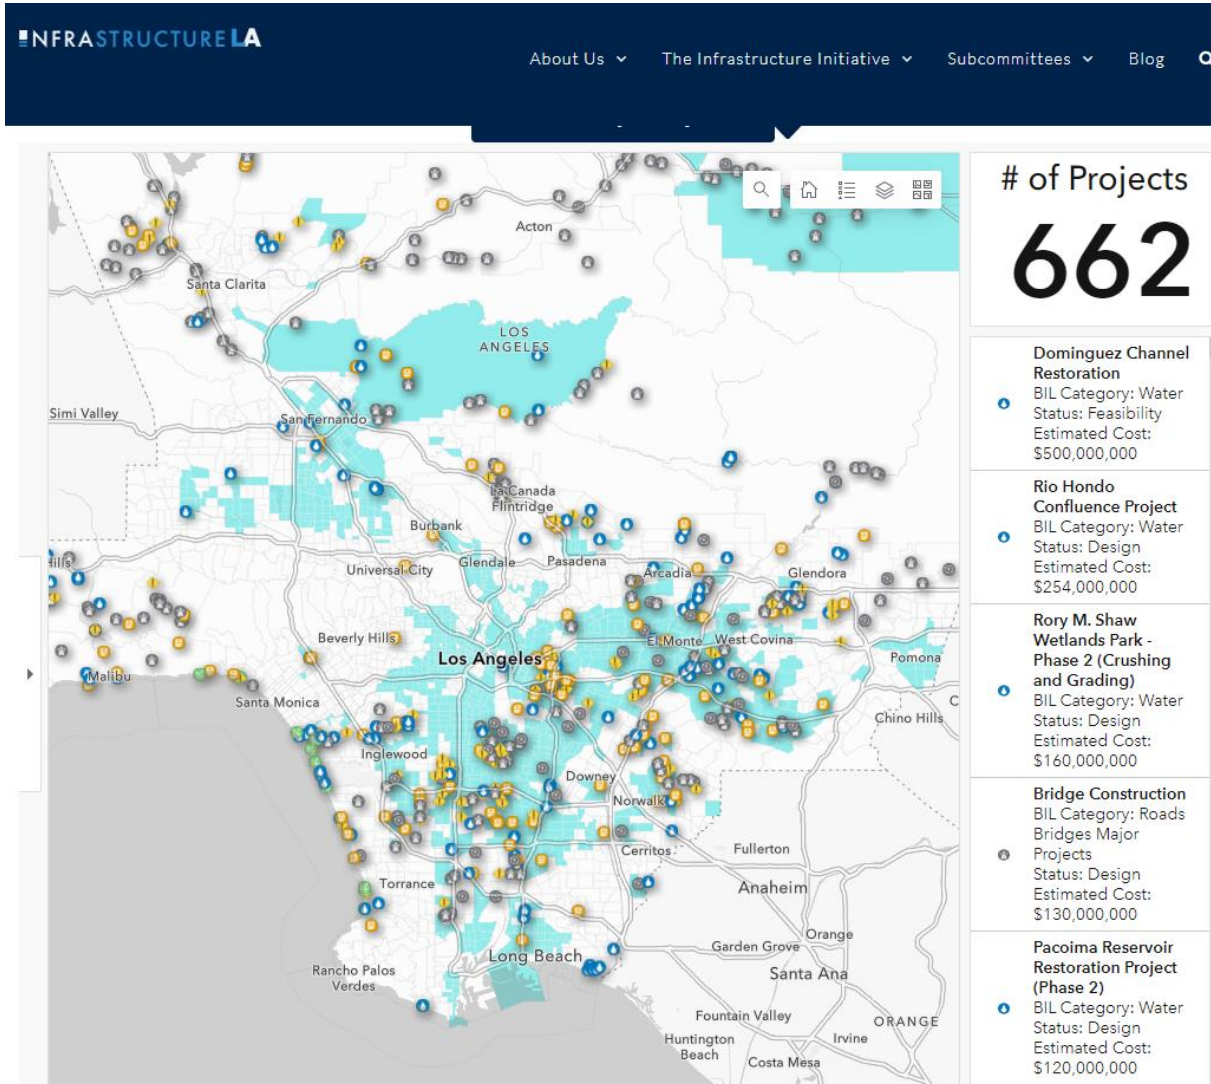 INFRASTRUCTURE LA
About Us
The Infrastructure Initiative
Subcommittees
Blog
# of Projects
662
Acton
Santa Clarita
LOS
ANGELES
Simi Valley
San Fernando
La Canada
Flintridge
Burbank
Hills
Universal City
Glendale
Pasadena
Arcadia
Glendora
Beverly Hills
El Monte
West Covina
Los Angeles
Pomona
Malibu
Santa Monica
C
Chino Hills
Inglewood
Downey
Norwalk
Cerritos
Fullerton
Torrance
Anaheim
Orange
Garden Grove
Long Beach
Santa Ana
Rancho Palos
Verdes
Fountain Valley
ORANGE
Huntington
Beach
Irvine
Costa Mesa
Dominguez Channel
Restoration
BIL Category: Water
Status: Feasibility
Estimated Cost:
$500,000,000
Rio Hondo
Confluence Project
BIL Category: Water
Status: Design
Estimated Cost:
$254,000,000
Rory M. Shaw
Wetlands Park -
Phase 2 (Crushing
and Grading)
BIL Category: Water
Status: Design
Estimated Cost:
$160,000,000
Bridge Construction
BIL Category: Roads
Bridges Major
Projects
Status: Design
Estimated Cost:
$130,000,000
Pacoima Reservoir
Restoration Project
(Phase 2)
BIL Category: Water
Status: Design
Estimated Cost:
$120,000,000